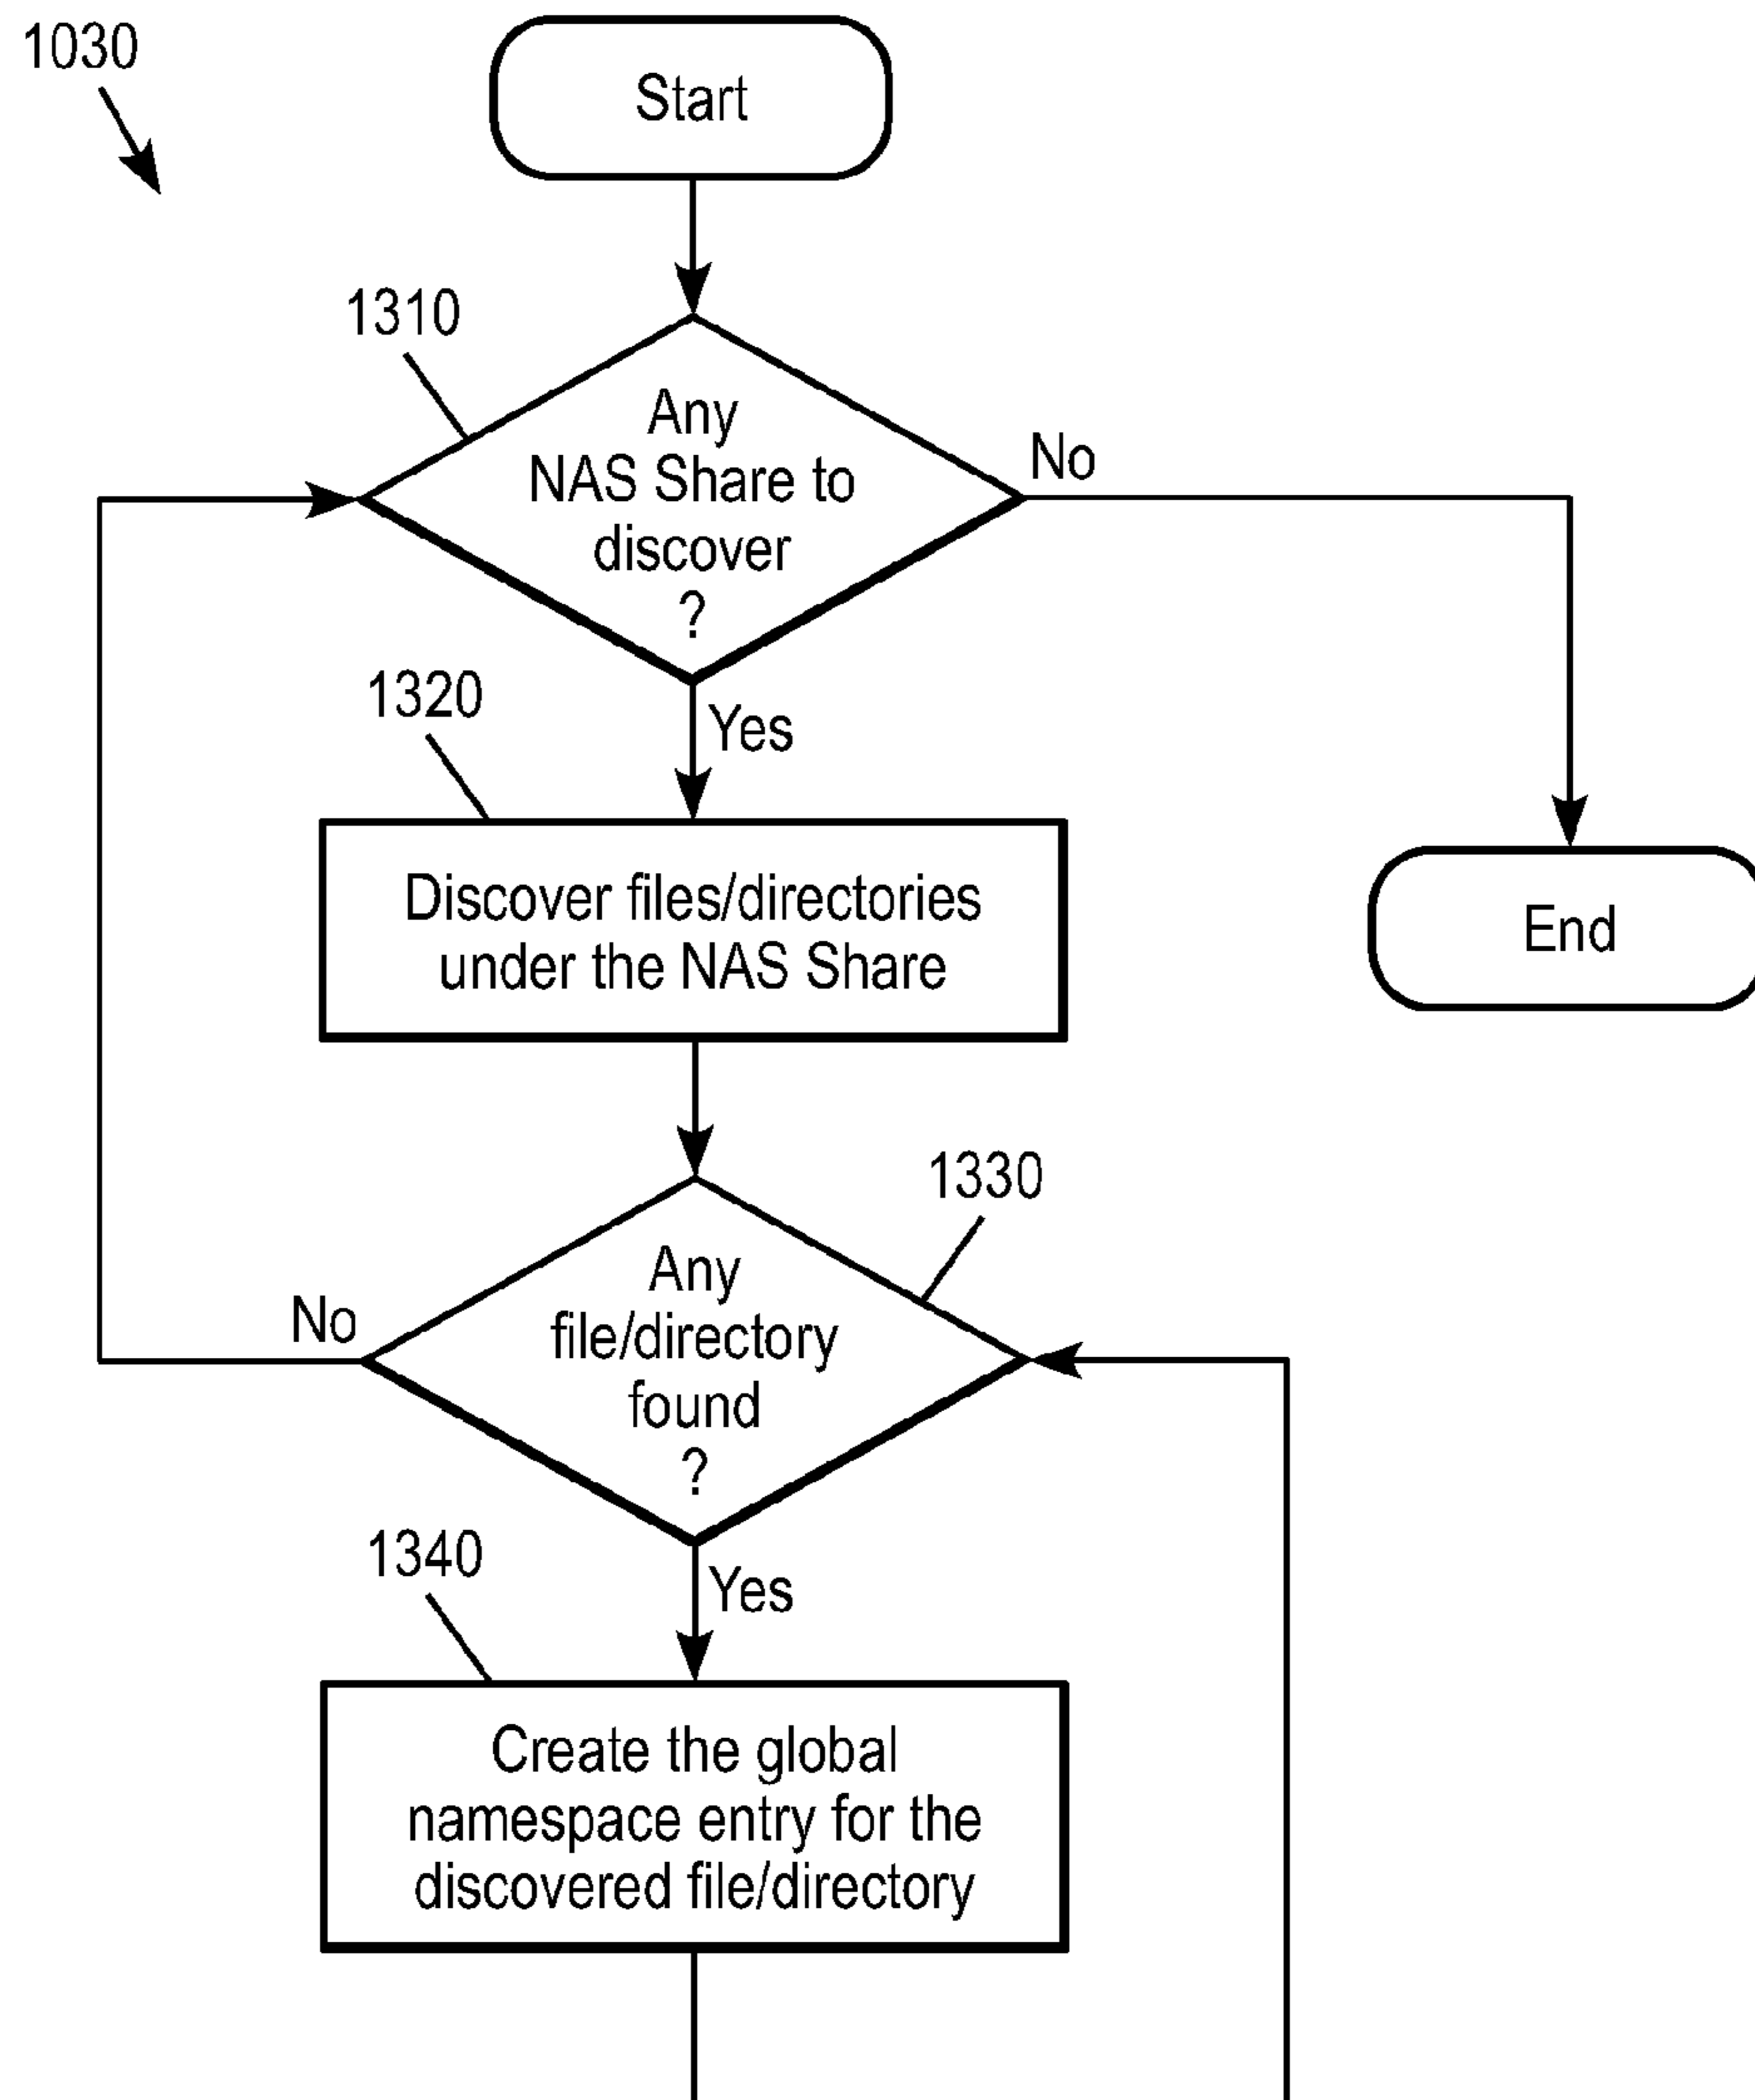 1030
Start
1310
Any
NAS Share to
discover
?
No
1320
Yes
Discover files/directories
under the NAS Share
End
1330
Any
file/directory
found
?
No
1340
Yes
Create the global
namespace entry for the
discovered file/directory